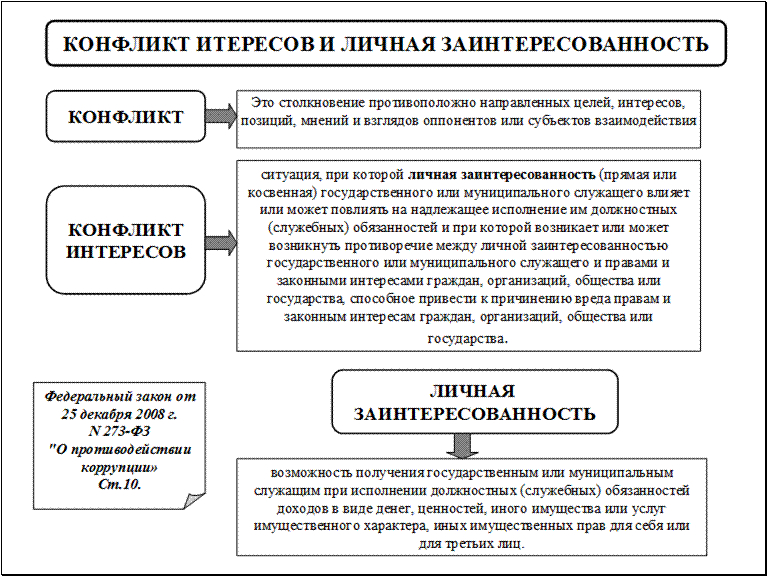 КОНФЛИКТ ИТЕРЕСОВ И ЛИЧНАЯ ЗАИНТЕРЕСОВАННОСТЬ
КОНФЛИКТ
Это столкновение противоположно направленных целей, интересов,
позиций, мнений и взглядов оппонентов или субъектов взаимодействия
КОНФЛИКТ
ИНТЕРЕСОВ
ситуация, при которой личная заинтересованность (прямая или
косвенная) государственного или муниципального служащего влияет
или может повлиять на надлежащее исполнение им должностных
(служебных) обязанностей и при которой возникает или может
возникнуть противоречие между личной заинтересованностью
государственного или муниципального служащего и правами и
законными интересами граждан, организаций, общества или
государства, способное привести к причинению вреда правам и
законным интересам граждан, организаций, общества или
государства.
Федеральный закон от
25 декабря 2008 г.
N 273-ФЗ
"О противодействии
коррупции»
Ст.10.
ЛИЧНАЯ
ЗАИНТЕРЕСОВАННОСТЬ
возможность получения государственным или муниципальным
служащим при исполнении должностных (служебных) обязанностей
доходов в виде денег, ценностей, иного имущества или услуг
имущественного характера, иных имущественных прав для себя или
для третьих лиц.